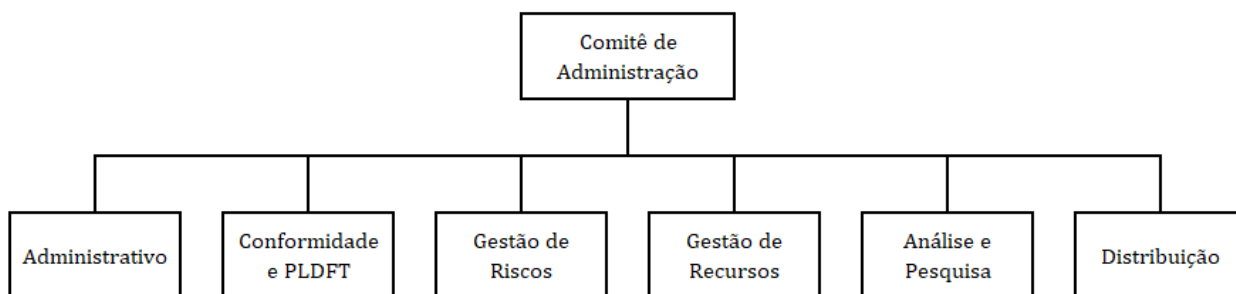 Comitê de
Administração
Administrativo
Conformidade
e PLDFT
Gestão de
Riscos
Gestão de
Recursos
Análise e
Pesquisa
Distribuição